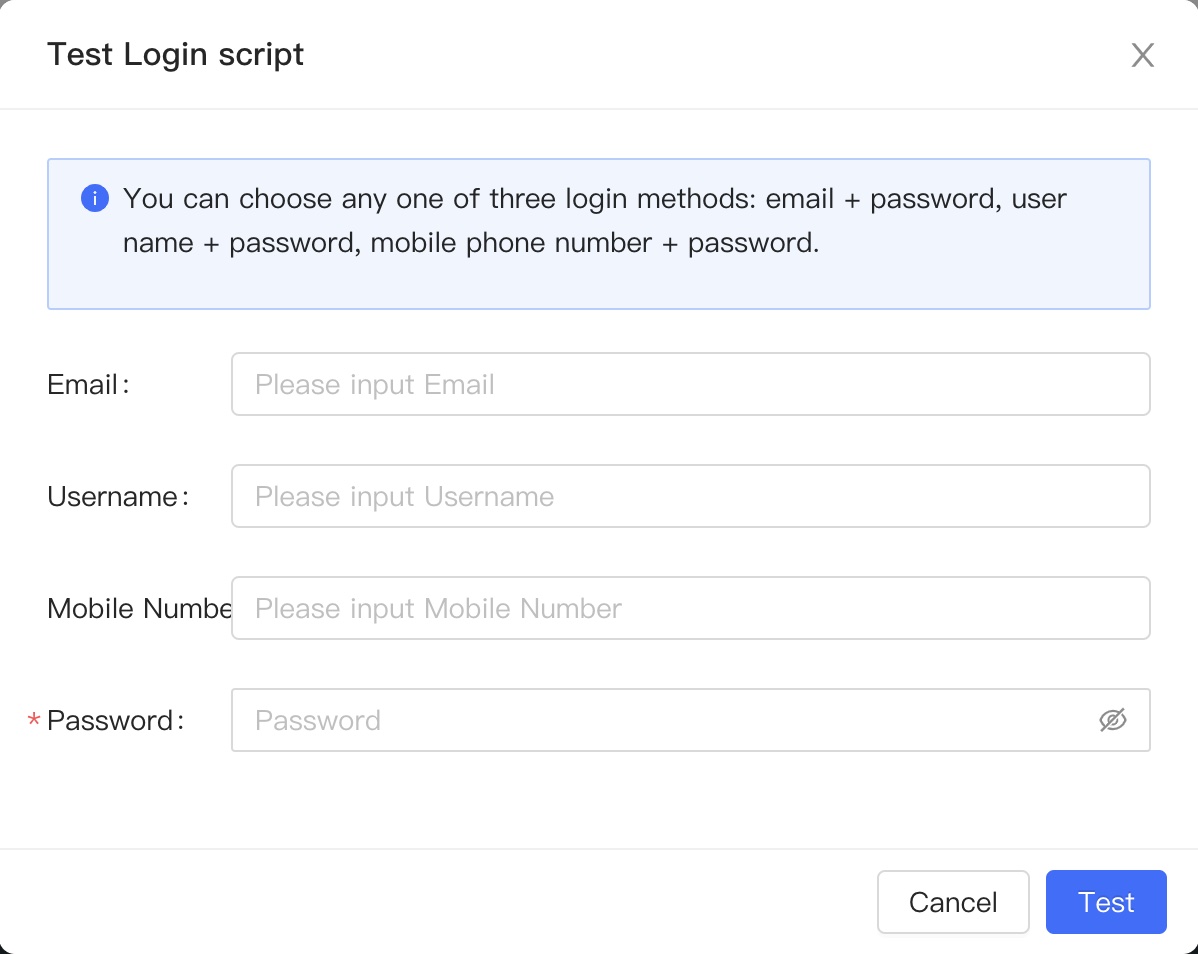 Test Login script
You can choose any one of three login methods: email + password, user
name + password, mobile phone number + password.
Email:
Please input Email
Username:
Please input Username
Mobile Numbe
Please input Mobile Number
* Password:
Password
Cancel
Test